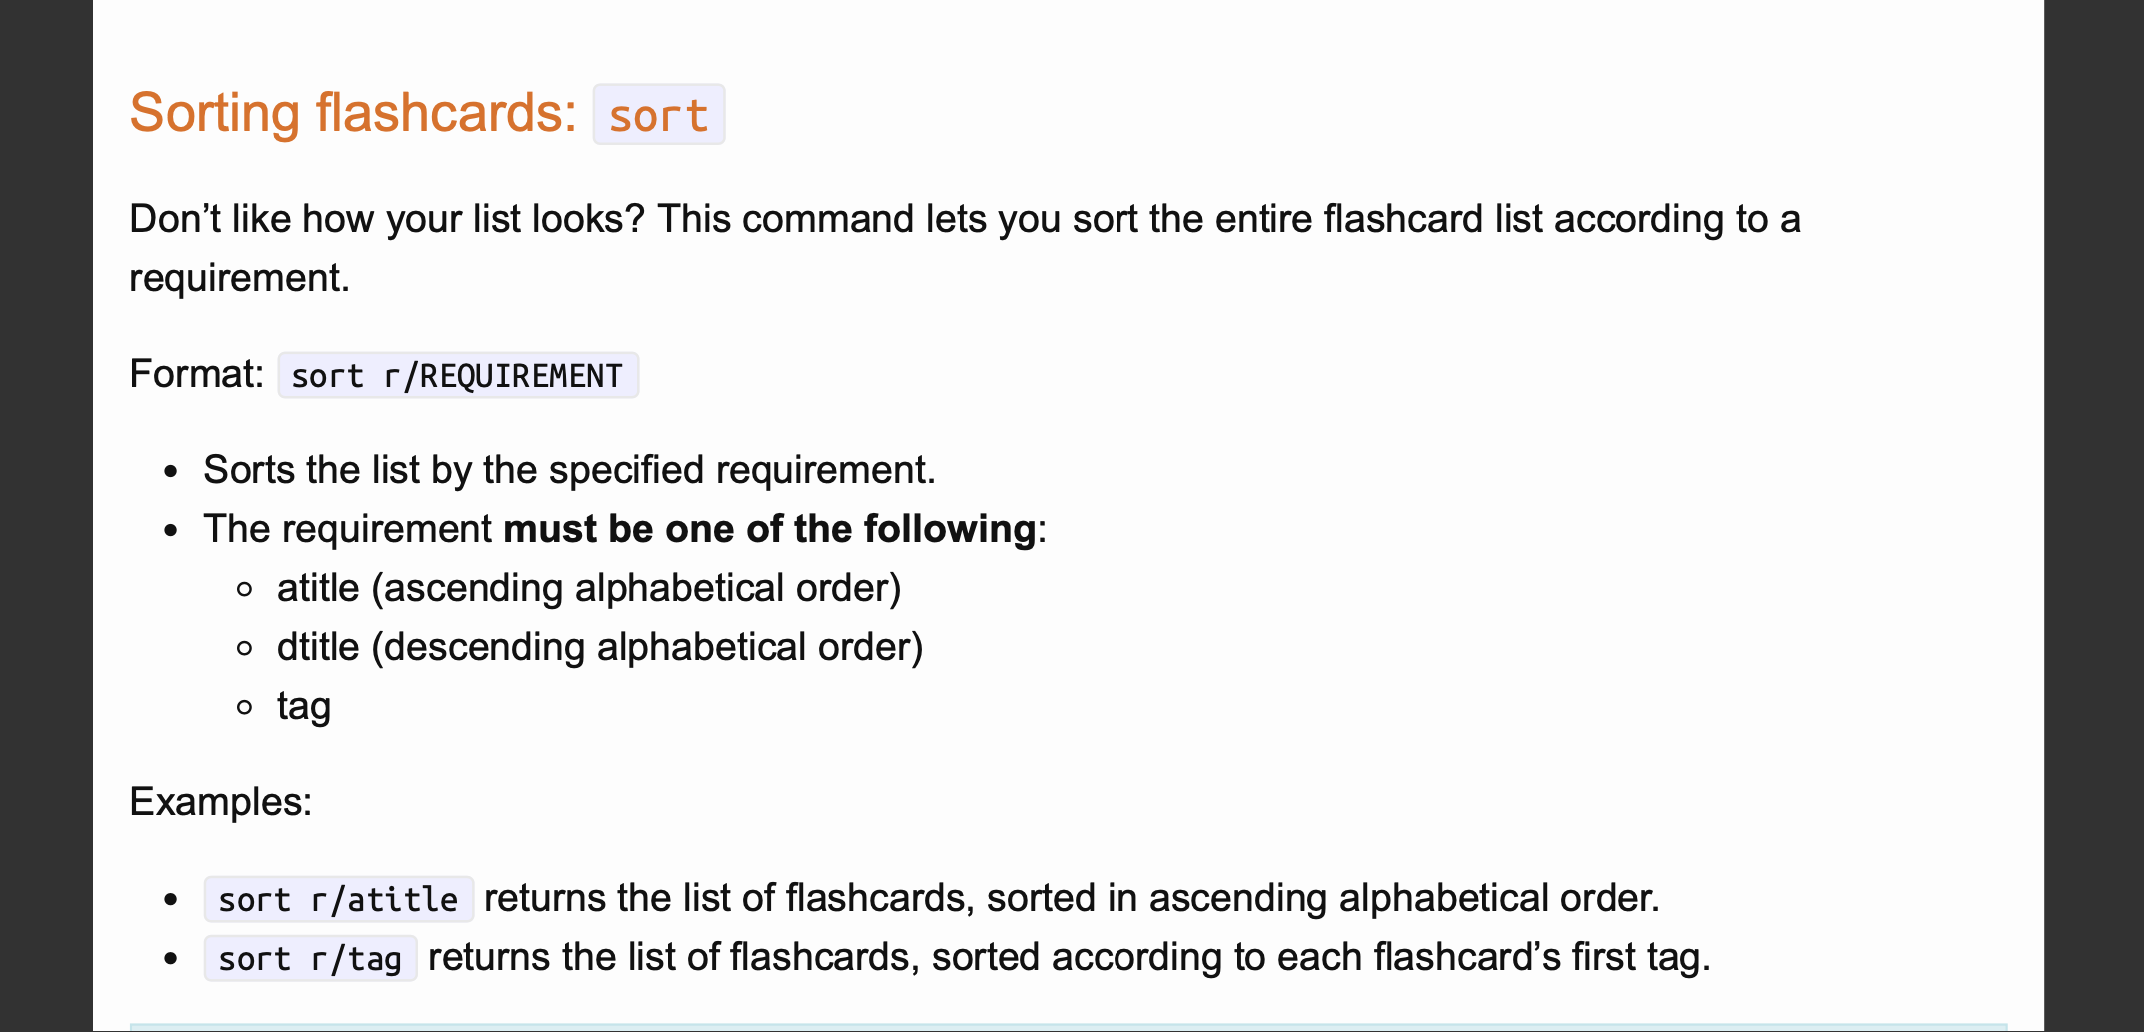 Sorting flashcards: sort
Don’t like how your list looks? This command lets you sort the entire flashcard list according to a
requirement.
Format: sort r/REQUIREMENT
Sorts the list by the specified requirement.
The requirement must be one of the following:
atitle (ascending alphabetical order)
dtitle (descending alphabetical order)
tag
Examples:
sort r/atitle returns the list of flashcards, sorted in ascending alphabetical order.
sort r/tag returns the list of flashcards, sorted according to each flashcard’s first tag.